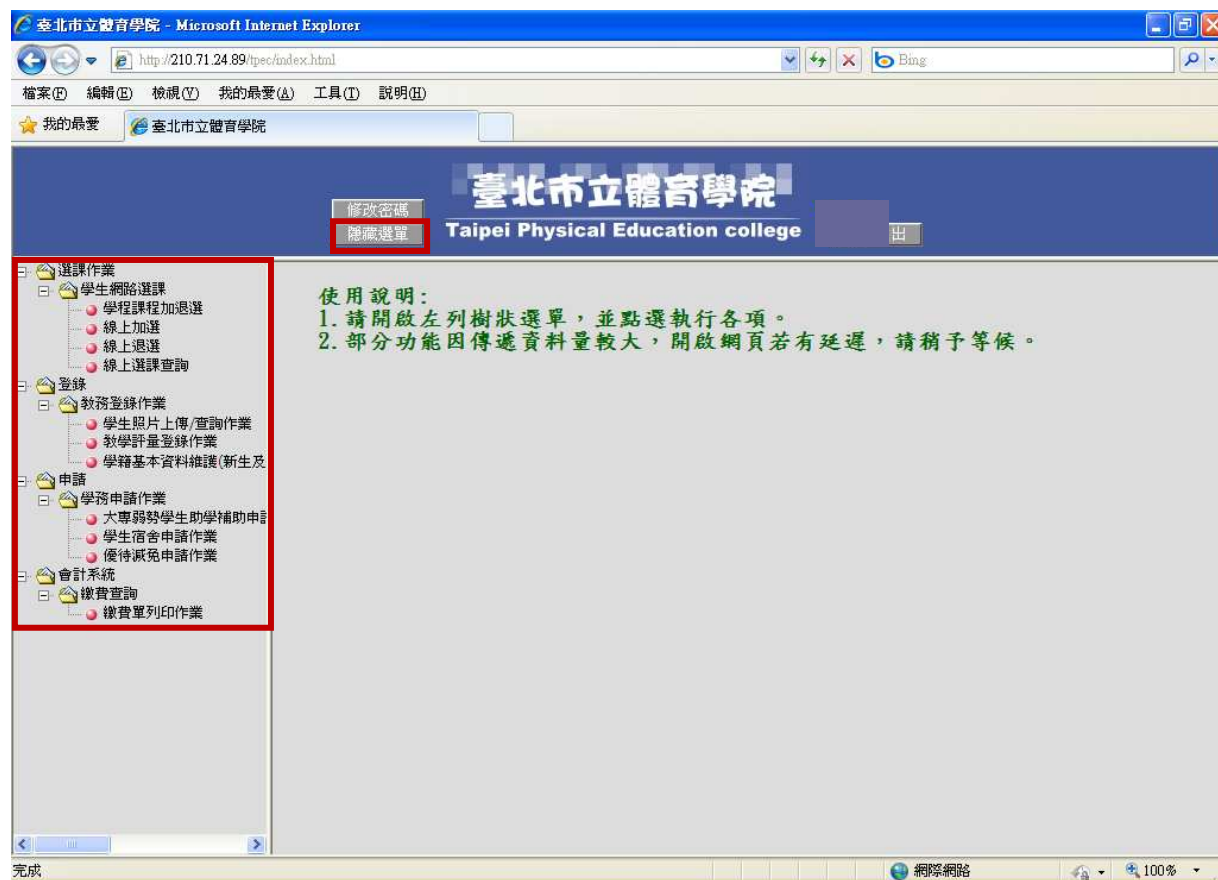 臺北市立體育學院 - Microsoft Internet Explorer
http://210.71.24.89/tpec/index.html
Bing
檔案(F) 編輯(E) 檢視(V) 我的最愛(A) 工具(T) 說明(H)
我的最愛 臺北市立體育學院
臺北市立體育學院
修改密碼
隱藏選單
Taipei Physical Education college
出
選課作業
學生網路選課
學程課程加退選
線上加選
線上退選
線上選課查詢
登錄
教務登錄作業
學生照片上傳/查詢作業
教學評量登錄作業
學籍基本資料維護(新生及
申請
學務申請作業
大專弱勢學生助學補助申請
學生宿舍申請作業
優待減免申請作業
會計系統
繳費查詢
繳費單列印作業
使用說明:
1.請開啟左列樹狀選單，並點選執行各項。
2.部分功能因傳遞資料量較大，開啟網頁若有延遲，請稍予等候。
完成
網際網路
100%